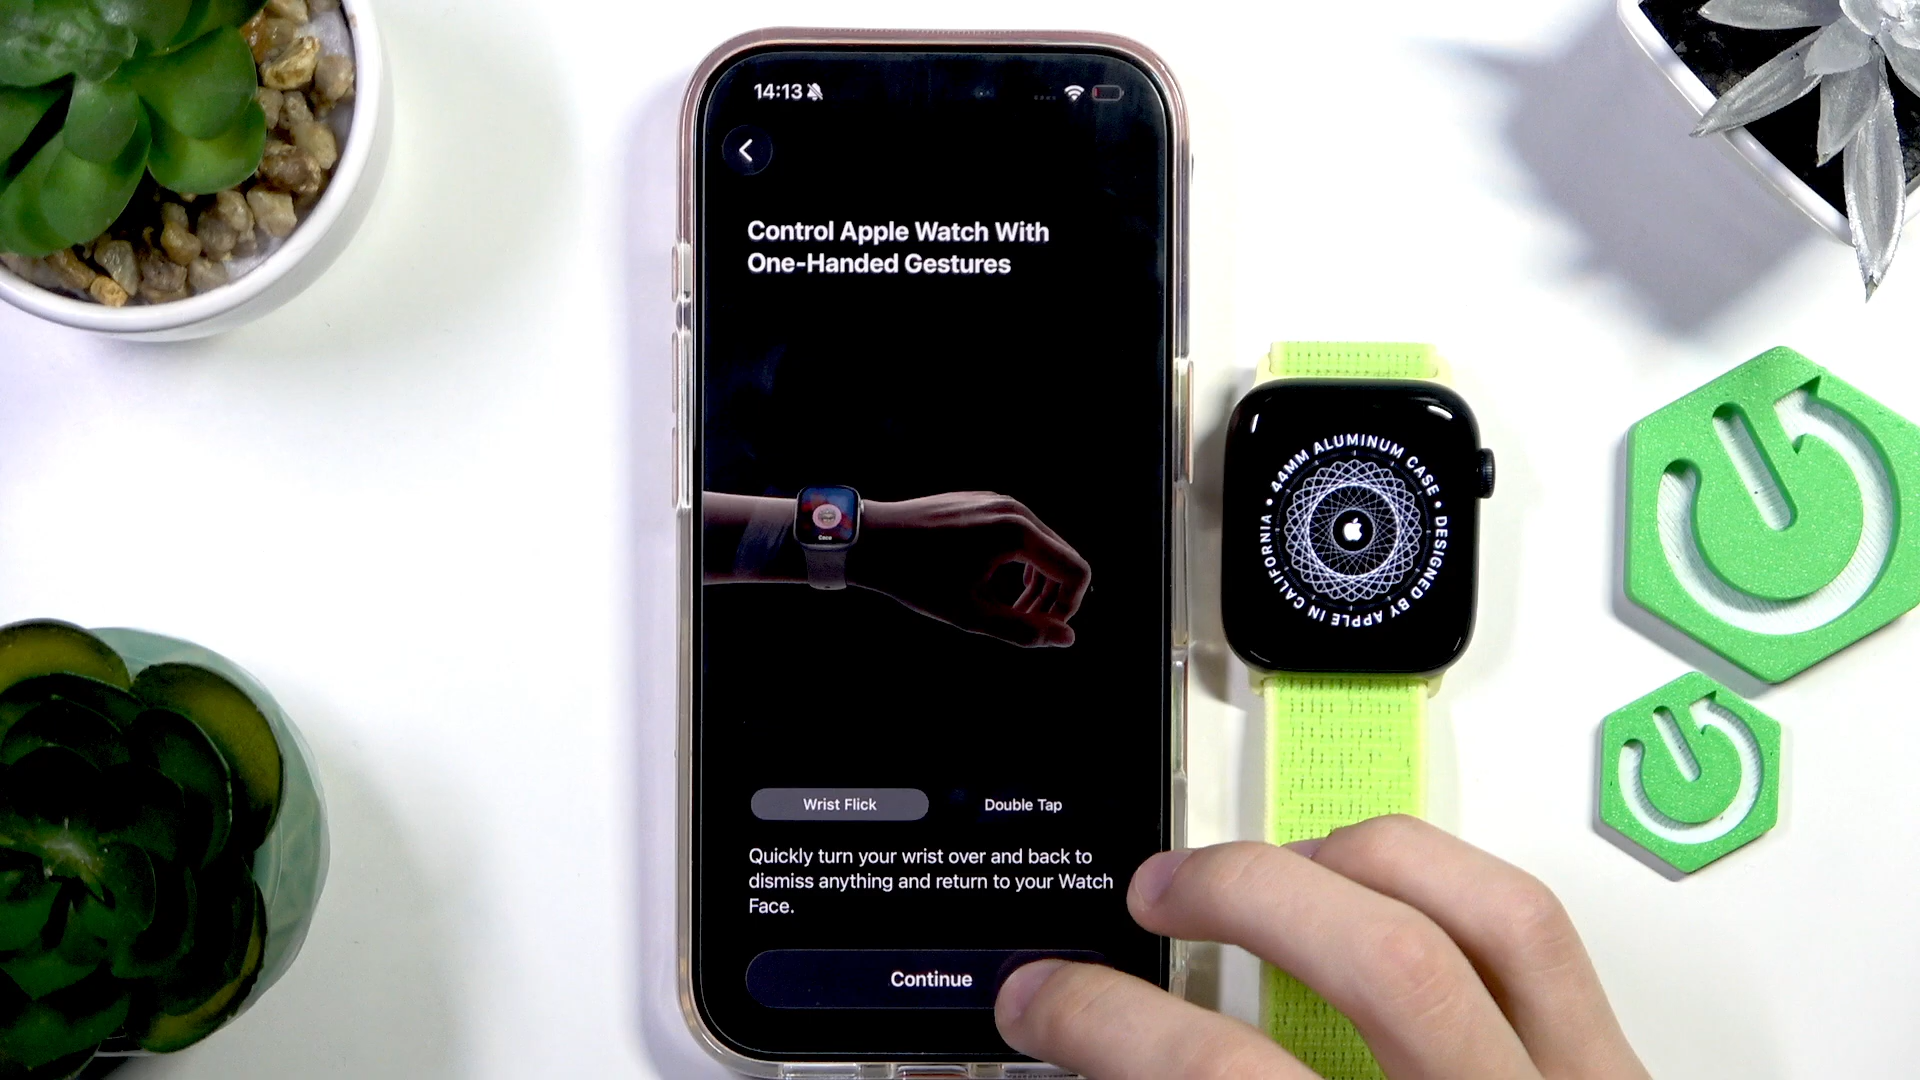 14:13
Control Apple Watch With
One-Handed Gestures
Wrist Flick
Double Tap
Quickly turn your wrist over and back to
dismiss anything and return to your Watch
Face.
Continue
• 44MM ALUMINUM CASE • DESIGNED BY APPLE IN CALIFORNIA